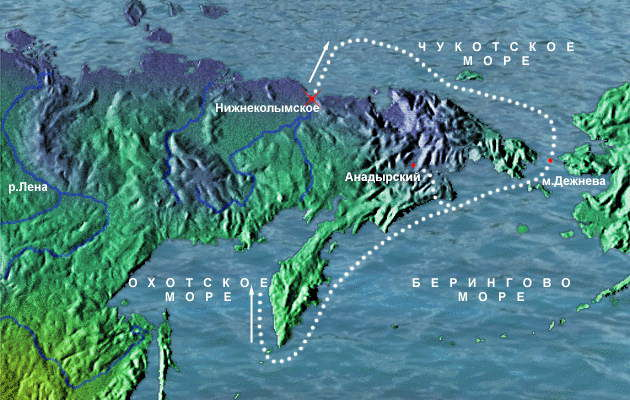 ЧУКОТСКОЕ
МОРЕ
Нижнеколымское
Анадырский
м.Дежнева
р.Лена
ОХОТСКОЕ
МОРЕ
БЕРИНГОВО
МОРЕ